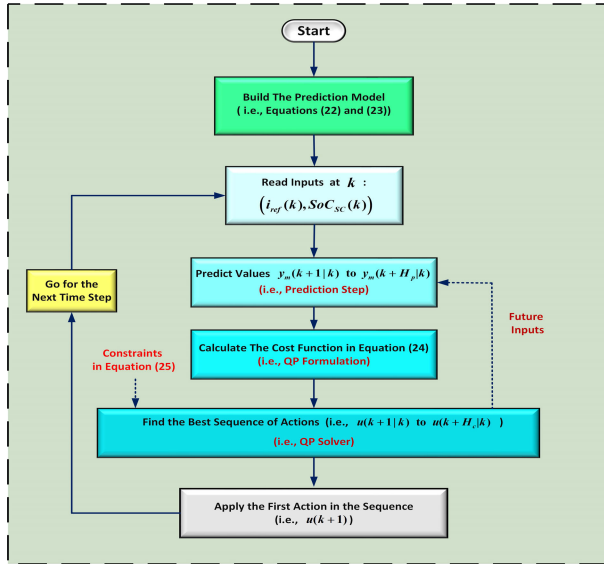 Start
Build The Prediction Model
( i.e., Equations (22) and (23))
Read Inputs at k :
(i_ref(k), SoC_SC(k))
Predict Values y_m(k+1|k) to y_m(k+H_p|k)
(i.e., Prediction Step)
Go for the
Next Time Step
Future
Inputs
Calculate The Cost Function in Equation (24)
(i.e., QP Formulation)
Constraints
in Equation (25)
Find the Best Sequence of Actions (i.e., u(k+1|k) to u(k+H_c|k) )
(i.e., QP Solver)
Apply the First Action in the Sequence
(i.e., u(k+1))